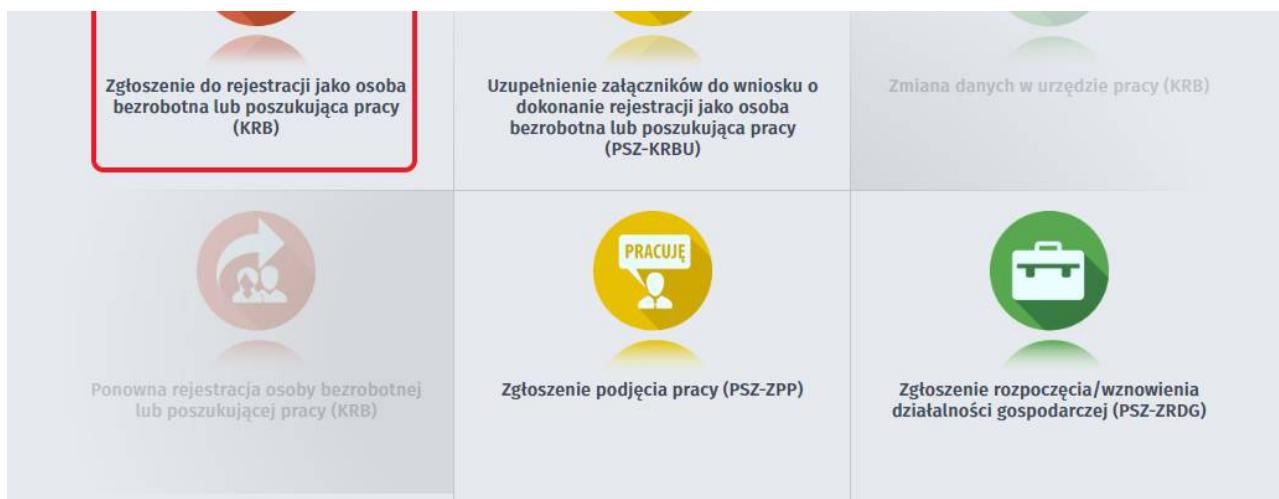 Zgłoszenie do rejestracji jako osoba
bezrobotna lub poszukująca pracy
(KRB)
Uzupełnienie załączników do wniosku o
dokonanie rejestracji jako osoba
bezrobotna lub poszukująca pracy
(PSZ-KRBU)
Zmiana danych w urzędzie pracy (KRB)
Ponowna rejestracja osoby bezrobotnej
lub poszukującej pracy (KRB)
PRACUJĘ
Zgłoszenie podjęcia pracy (PSZ-ZPP)
Zgłoszenie rozpoczęcia/wznowienia
działalności gospodarczej (PSZ-ZRDG)